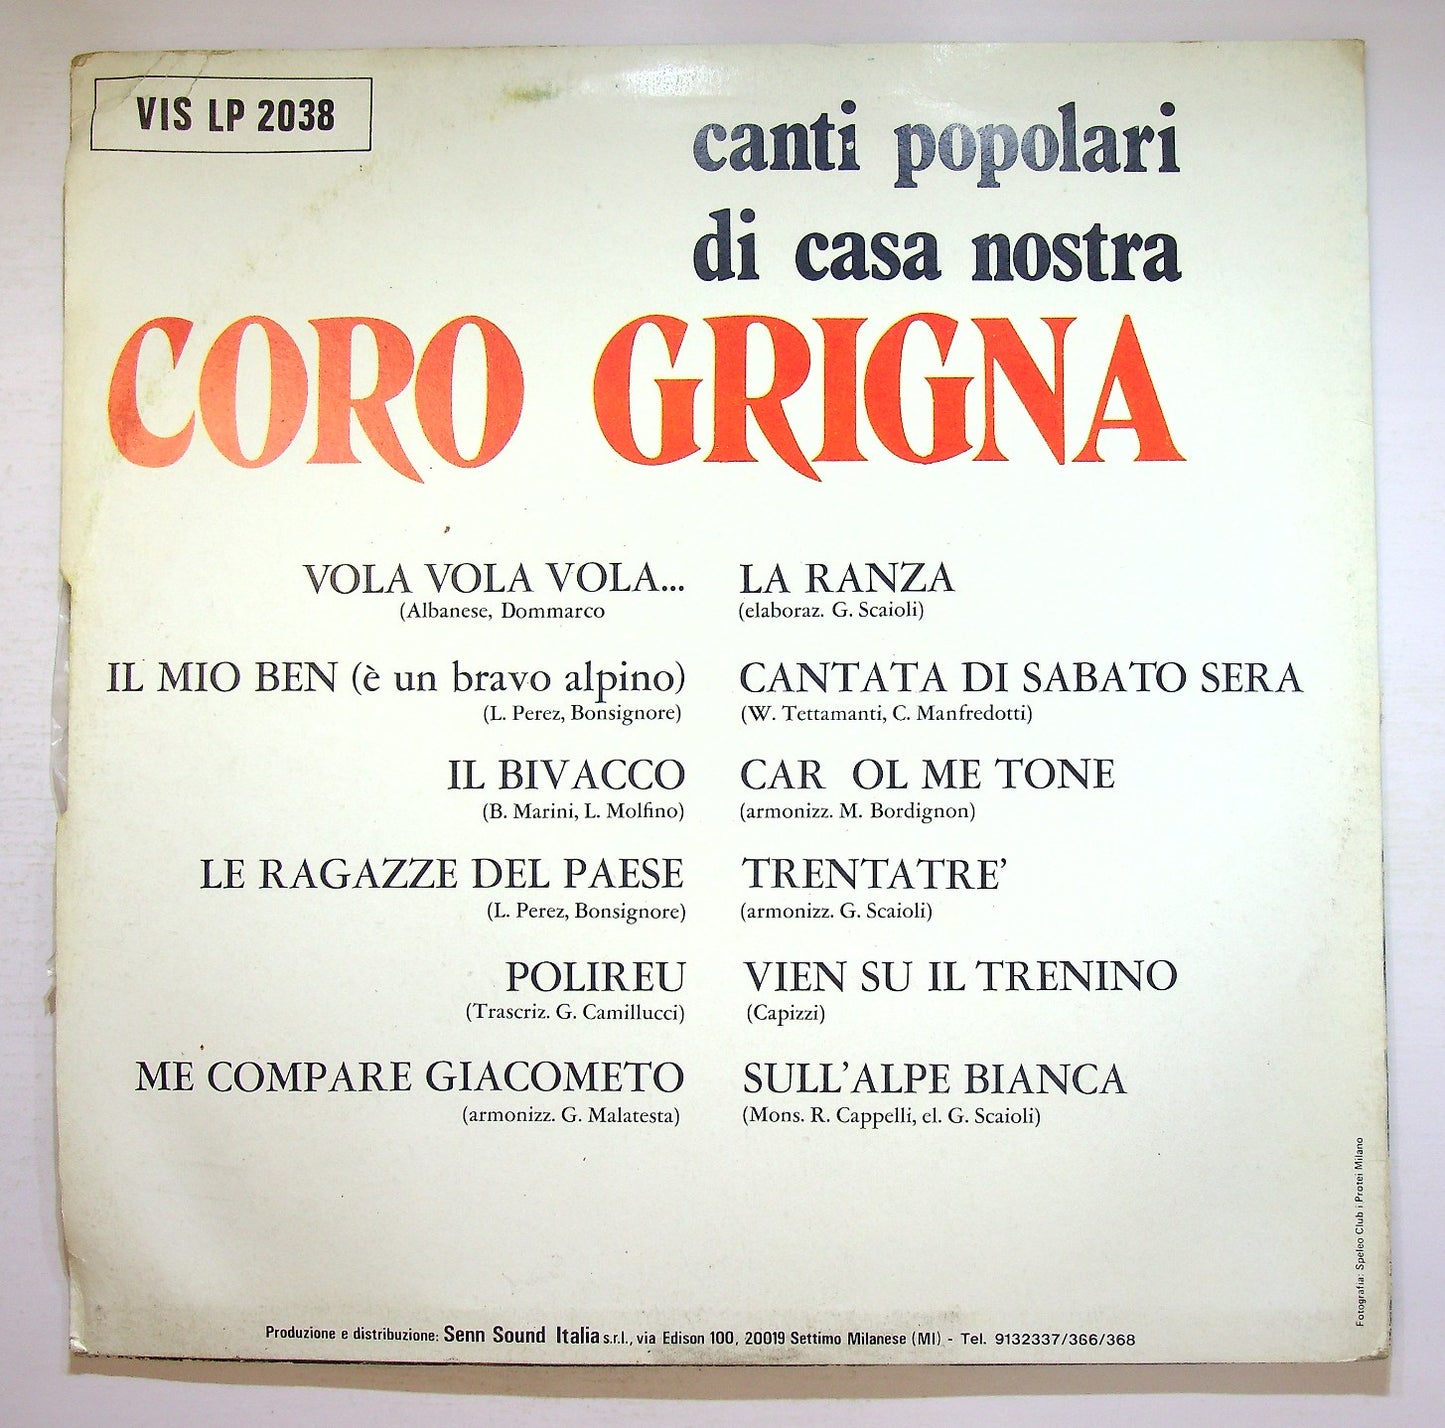 VIS LP 2038
canti popolari
di casa nostra
CORO GRIGNA
VOLA VOLA VOLA...
(Albanese, Dommarco
IL MIO BEN (è un bravo alpino)
(L. Perez, Bonsignore)
IL BIVACCO
(B. Marini, L. Molfino)
LE RAGAZZE DEL PAESE
(L. Perez, Bonsignore)
POLIREU
(Trascriz. G. Camillucci)
ME COMPARE GIACOMETO
(armonizz. G. Malatesta)
LA RANZA
(elaboraz. G. Scaioli)
CANTATA DI SABATO SERA
(W. Tettamanti, C. Manfredotti)
CAR OL ME TONE
(armonizz. M. Bordignon)
TRENTATRE'
(armonizz. G. Scaioli)
VIEN SU IL TRENINO
(Capizzi)
SULL'ALPE BIANCA
(Mons. R. Cappelli, el. G. Scaioli)
Fotografia: Speleo Club i Protei Milano
Produzione e distribuzione: Senn Sound Italia s.r.l., via Edison 100, 20019 Settimo Milanese (MI) - Tel. 9132337/366/368